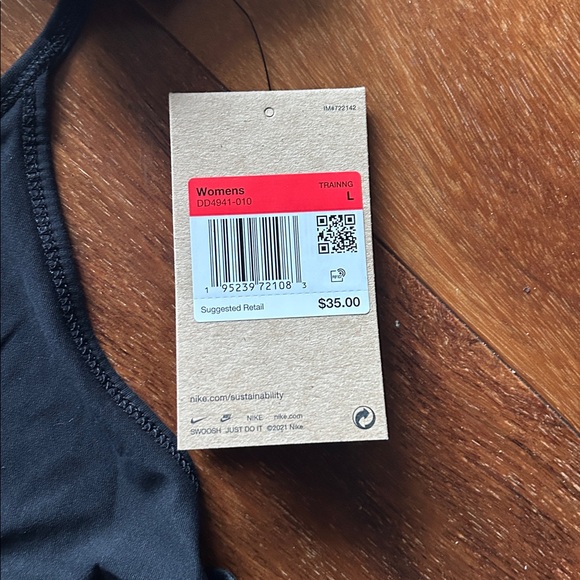 IM#722142
Womens TRAINNG
DD4941-010 L
1 95239 72108 3
RFID
Suggested Retail $35.00
nike.com/sustainability
NIKE nike.com
SWOOSH JUST DO IT ©2021 Nike